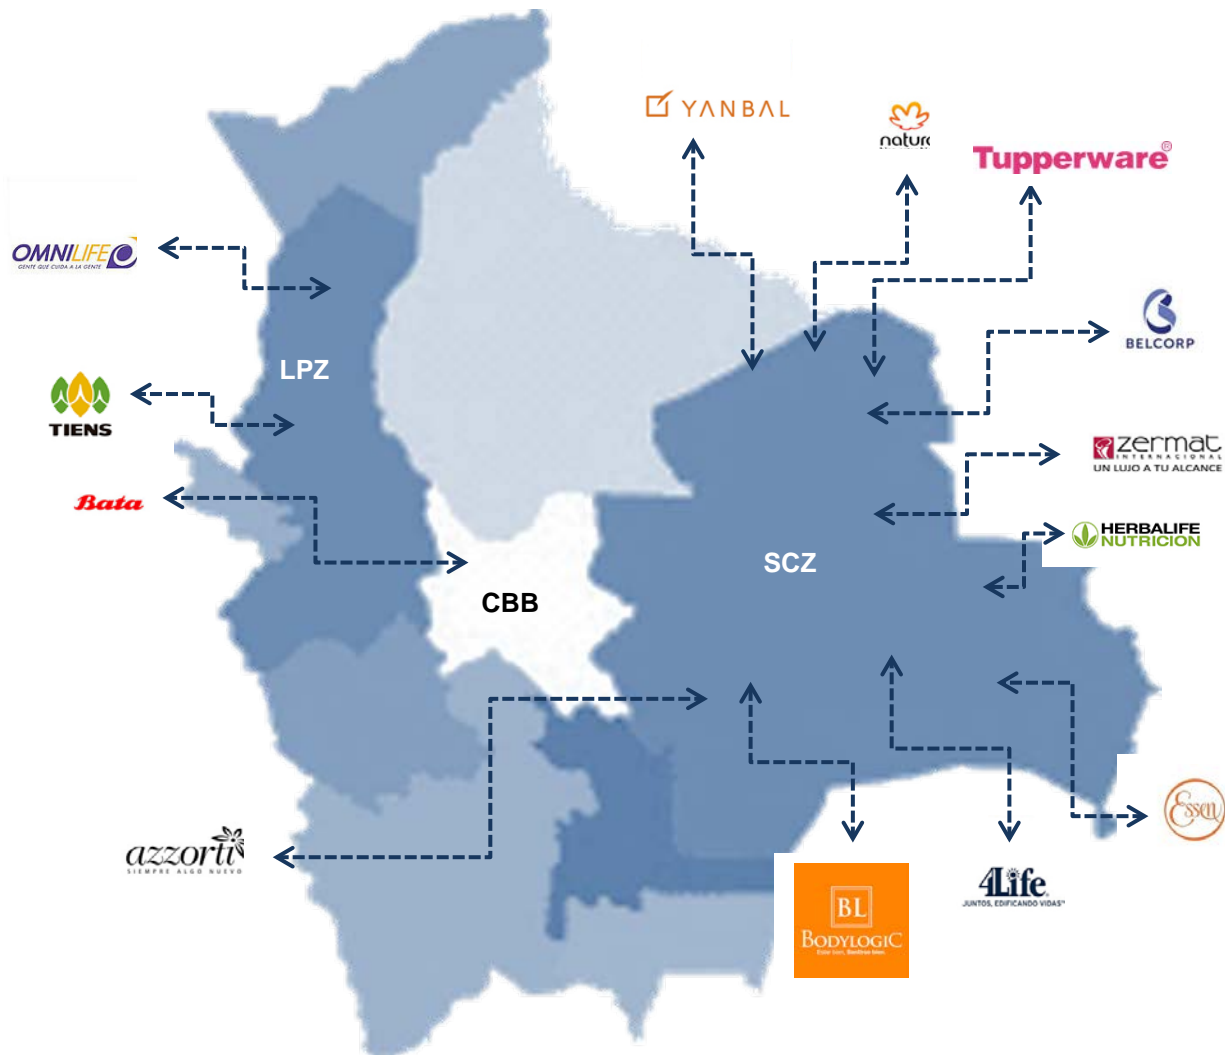 YANBAL
natura
Tupperware®
OMNILIFE
GENTE QUE CUIDA A LA GENTE
BELCORP
LPZ
TIENS
zermat
INTERNACIONAL
UN LUJO A TU ALCANCE
Bata
HERBALIFE
NUTRICION
SCZ
CBB
Essen
azzorti
SIEMPRE ALGO NUEVO
4Life
JUNTOS, EDIFICANDO VIDAS™
BL
BODYLOGIC